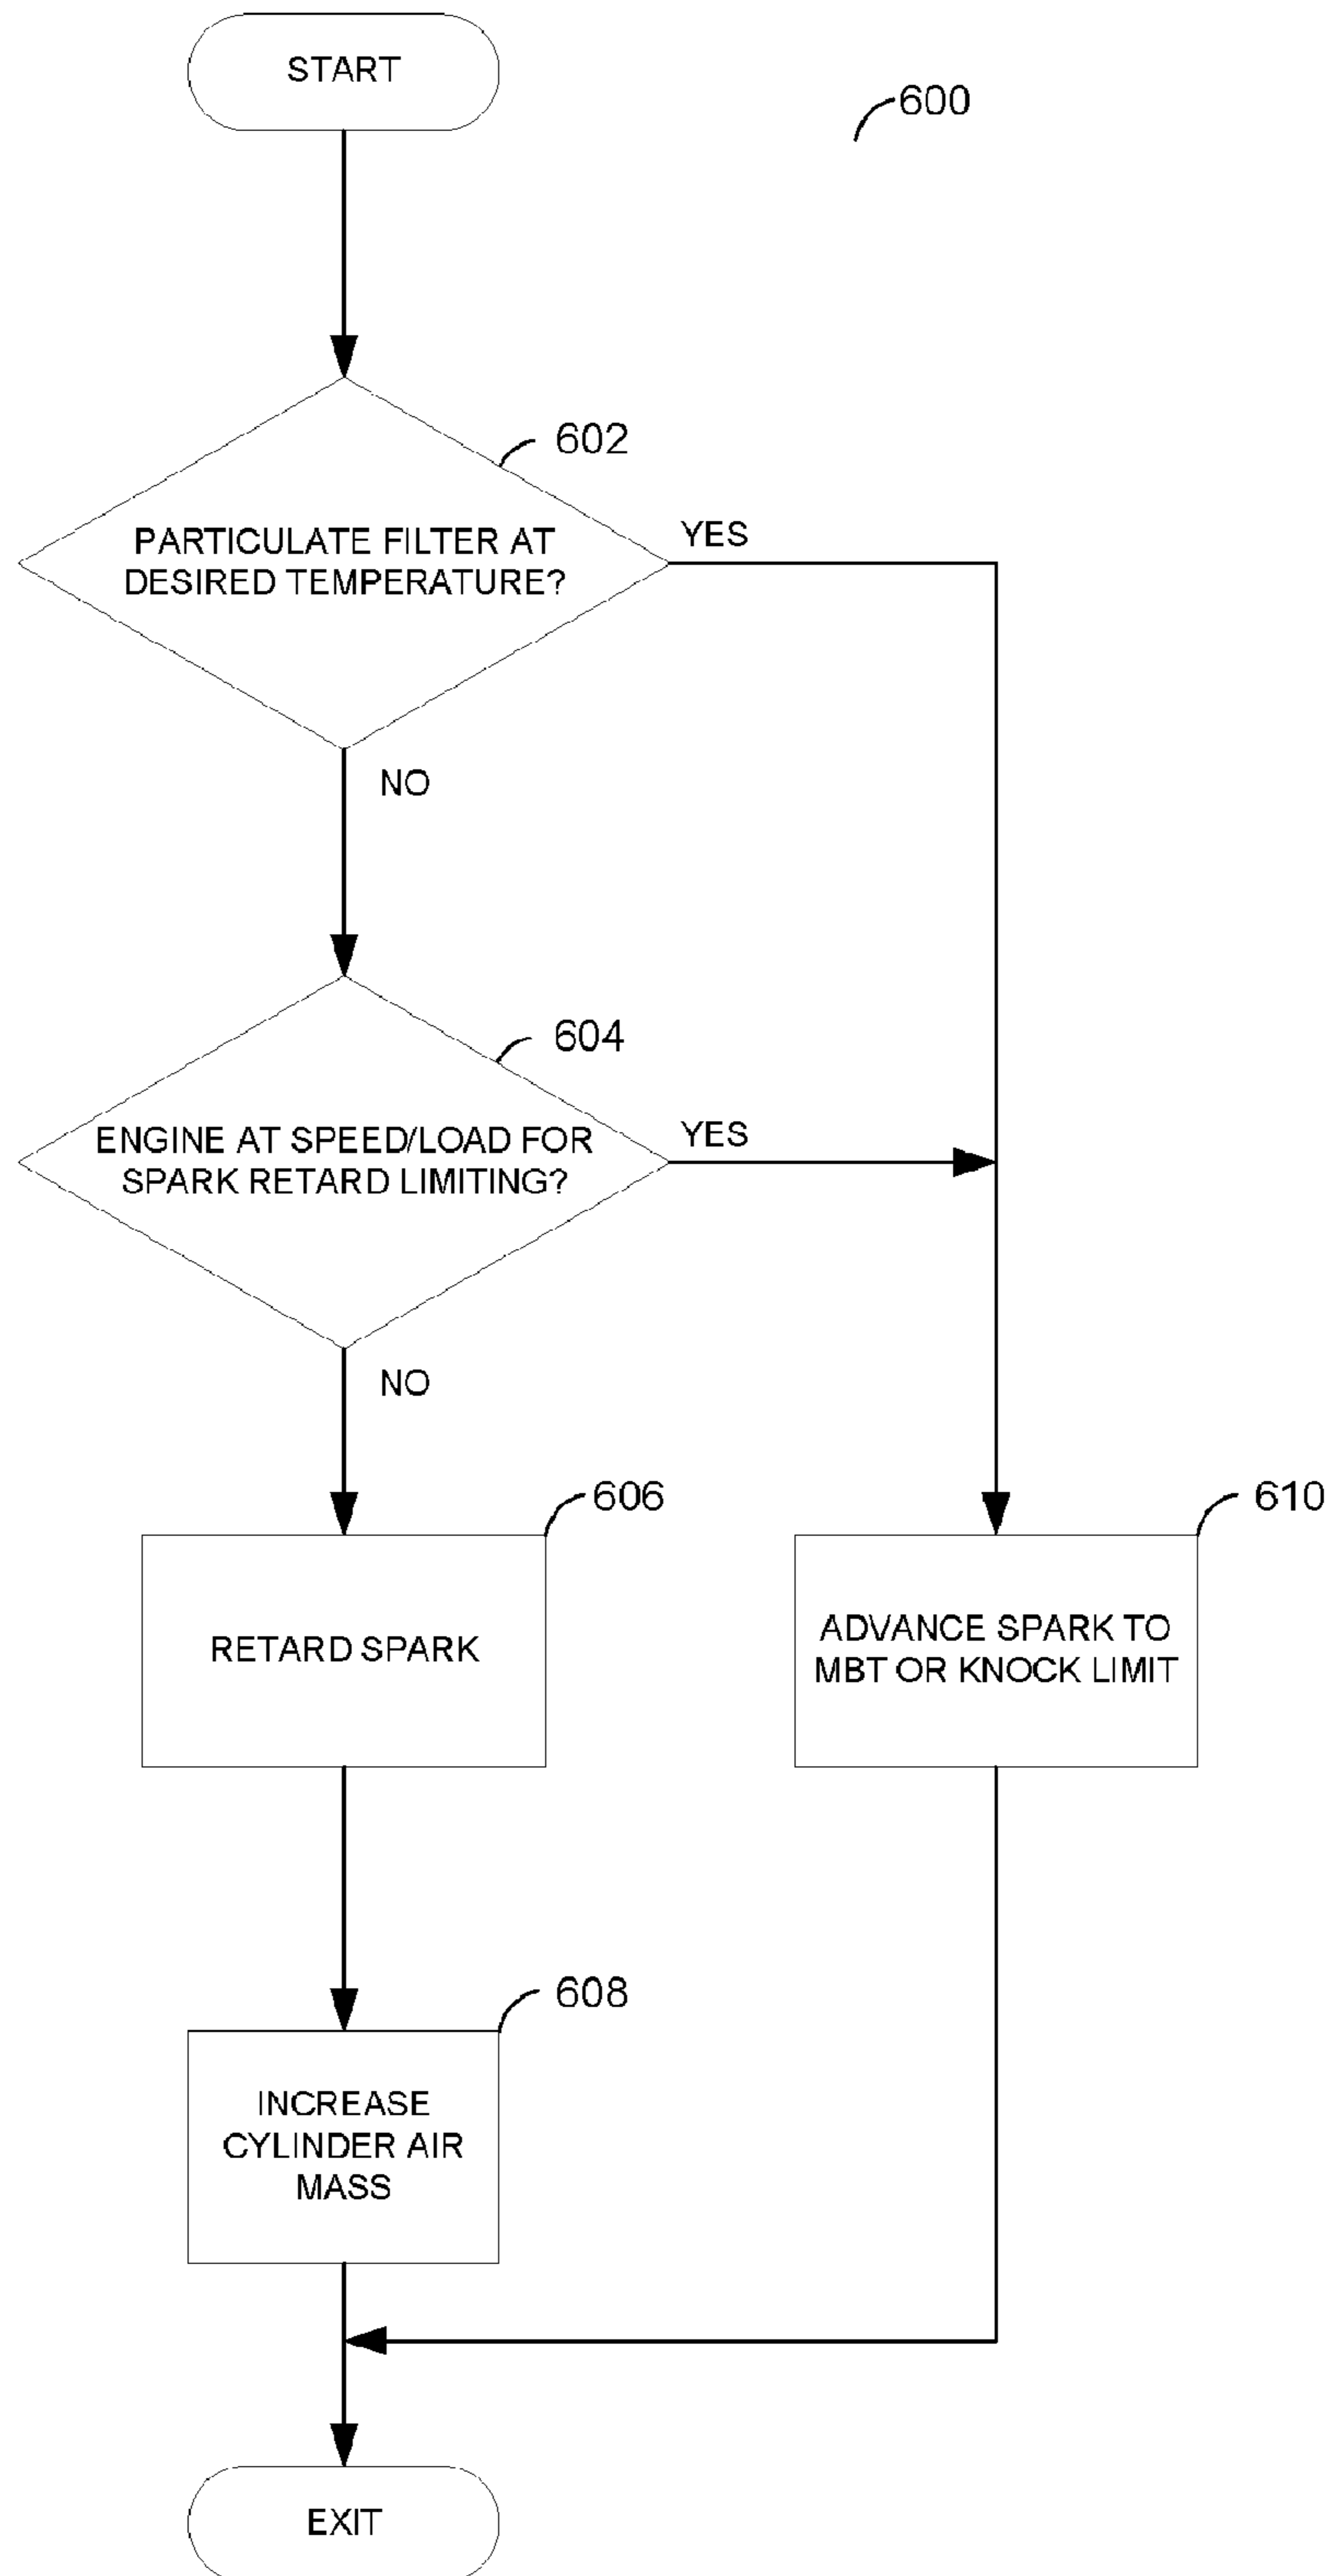 START
600
602
PARTICULATE FILTER AT
DESIRED TEMPERATURE?
YES
NO
604
ENGINE AT SPEED/LOAD FOR
SPARK RETARD LIMITING?
YES
NO
606
RETARD SPARK
610
ADVANCE SPARK TO
MBT OR KNOCK LIMIT
608
INCREASE
CYLINDER AIR
MASS
EXIT